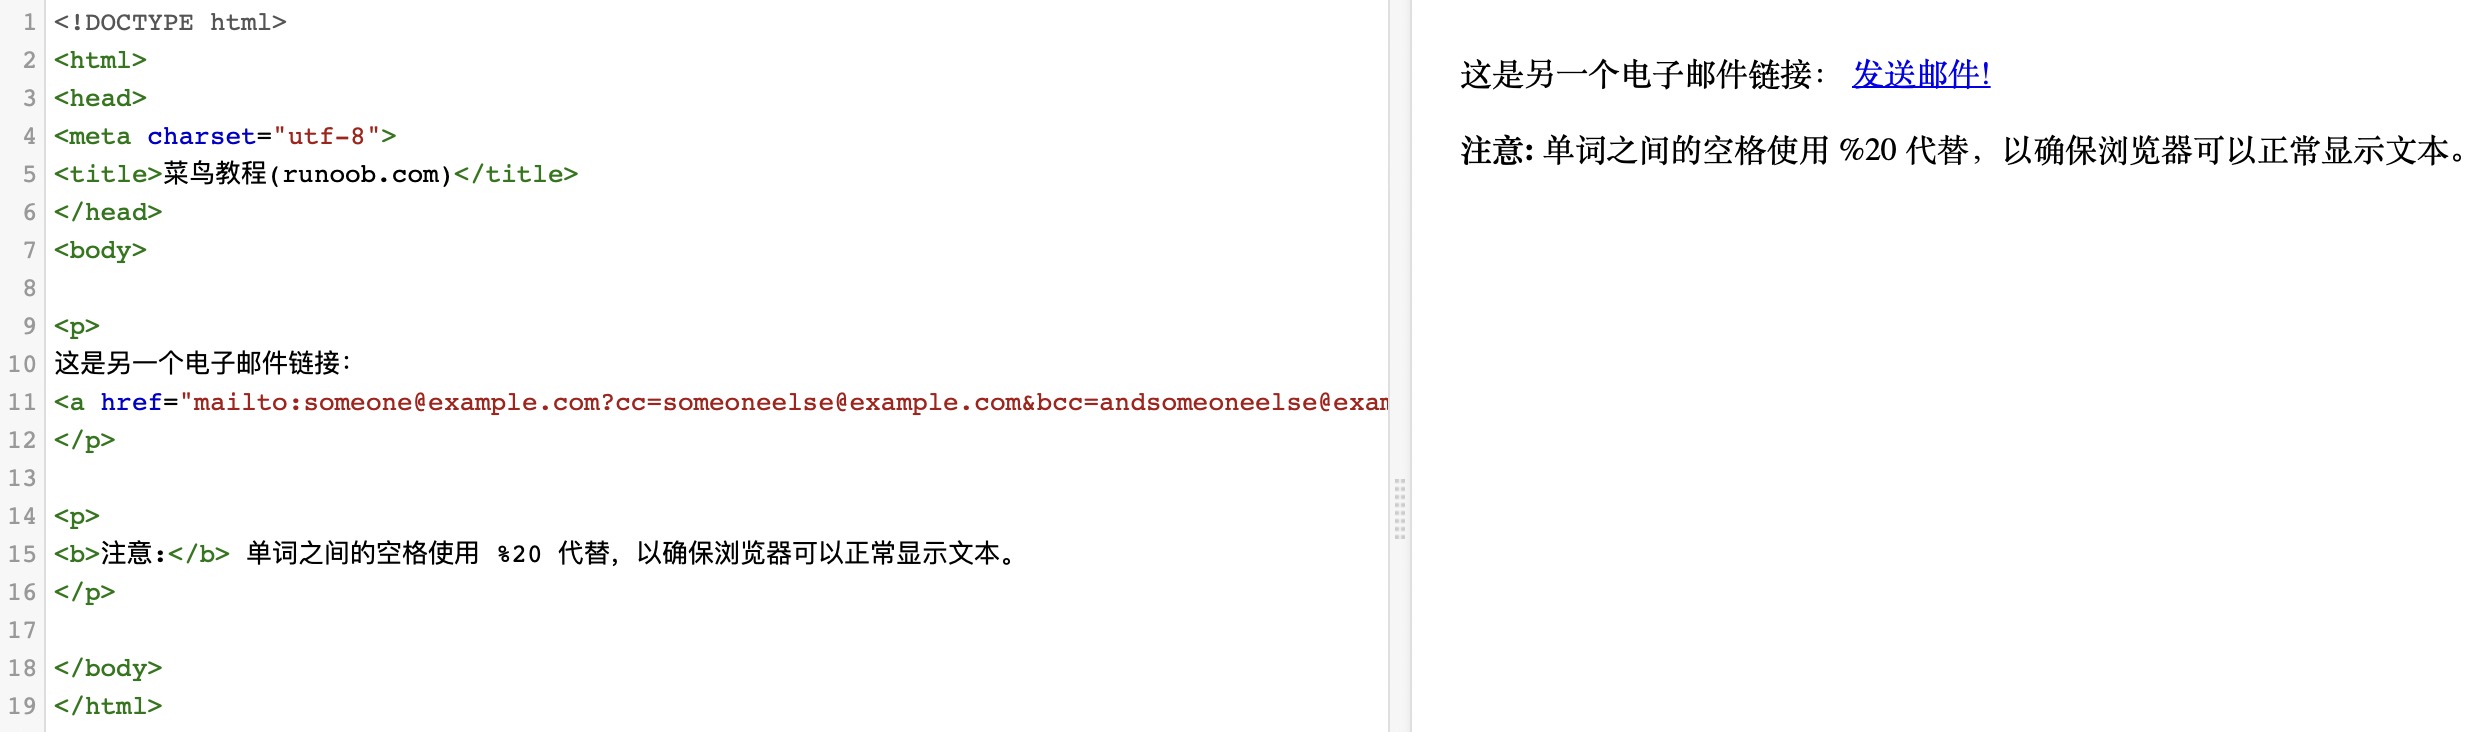 1 <!DOCTYPE html>
2 <html>
3 <head>
4 <meta charset="utf-8">
5 <title>菜鸟教程(runoob.com)</title>
6 </head>
7 <body>
8
9 <p>
10 这是另一个电子邮件链接：
11 <a href="mailto:someone@example.com?cc=someoneelse@example.com&bcc=andsomeoneelse@exam
12 </p>
13
14 <p>
15 <b>注意:</b> 单词之间的空格使用 %20 代替，以确保浏览器可以正常显示文本。
16 </p>
17
18 </body>
19 </html>
这是另一个电子邮件链接： 发送邮件!
注意: 单词之间的空格使用 %20 代替，以确保浏览器可以正常显示文本。